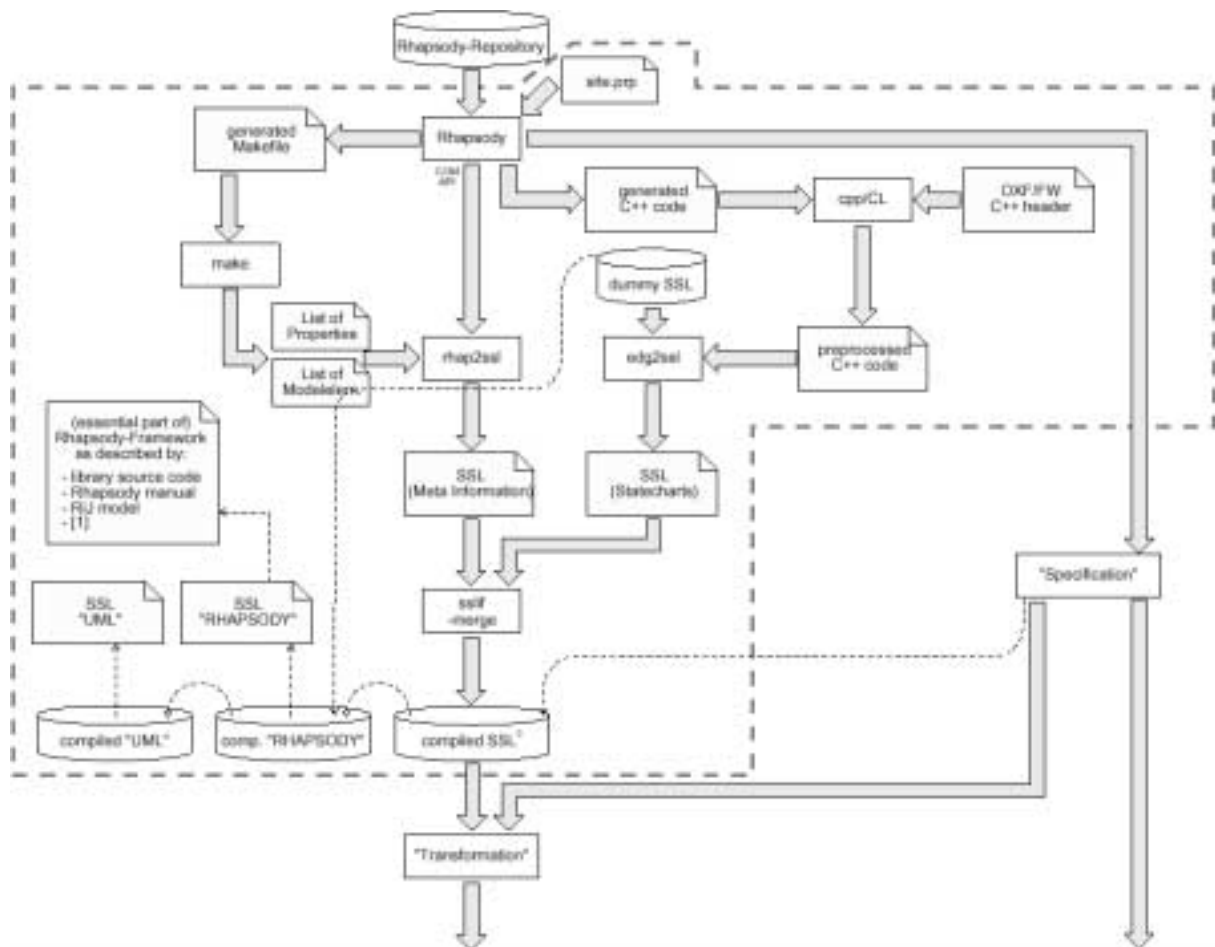 Rhapsody-Repository
site.prp
generated
Makefile
Rhapsody
COM
API
generated
C++ code
cpp/CL
OXF/FW
C++ header
make
dummy SSL
List of
Properties
rhap2ssl
edg2ssl
preprocessed
C++ code
List of
Modelelem.
(essential part of)
Rhapsody-Framework
as described by:
- library source code
- Rhapsody manual
- RiJ model
- [1]
SSL
(Meta Information)
SSL
(Statecharts)
"Specification"
SSL
"UML"
SSL
"RHAPSODY"
sslif
-merge
compiled "UML"
comp. "RHAPSODY"
compiled SSL
"Transformation"